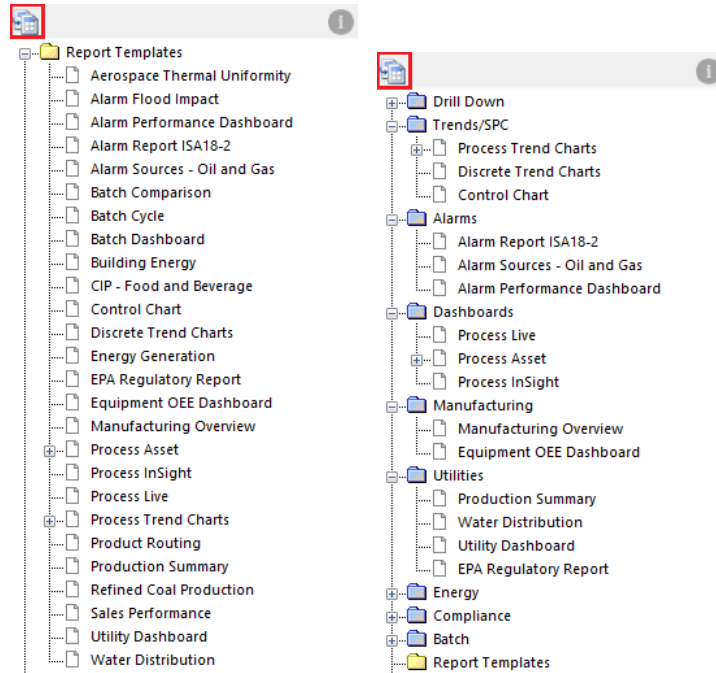 Report Templates
Aerospace Thermal Uniformity
Alarm Flood Impact
Alarm Performance Dashboard
Alarm Report ISA18-2
Alarm Sources - Oil and Gas
Batch Comparison
Batch Cycle
Batch Dashboard
Building Energy
CIP - Food and Beverage
Control Chart
Discrete Trend Charts
Energy Generation
EPA Regulatory Report
Equipment OEE Dashboard
Manufacturing Overview
Process Asset
Process InSight
Process Live
Process Trend Charts
Product Routing
Production Summary
Refined Coal Production
Sales Performance
Utility Dashboard
Water Distribution
Drill Down
Trends/SPC
Process Trend Charts
Discrete Trend Charts
Control Chart
Alarms
Alarm Report ISA18-2
Alarm Sources - Oil and Gas
Alarm Performance Dashboard
Dashboards
Process Live
Process Asset
Process InSight
Manufacturing
Manufacturing Overview
Equipment OEE Dashboard
Utilities
Production Summary
Water Distribution
Utility Dashboard
EPA Regulatory Report
Energy
Compliance
Batch
Report Templates